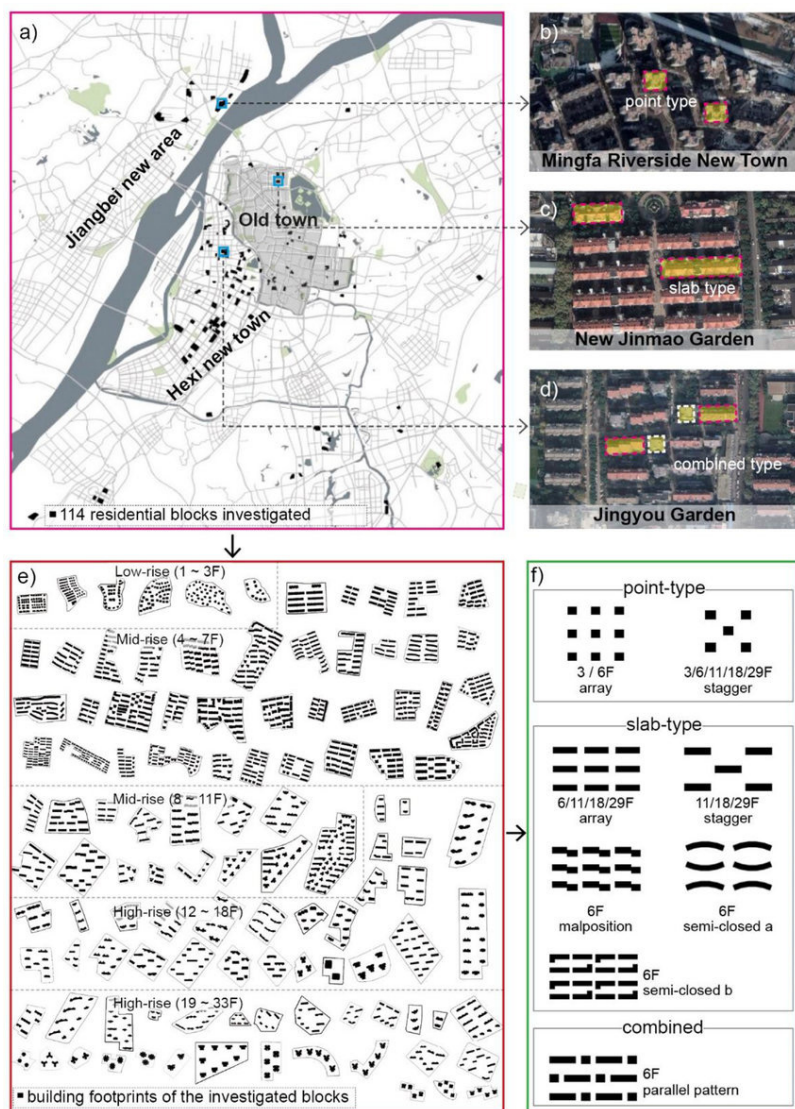 a)
Jiangbei new area
Old town
Hexi new town
114 residential blocks investigated
b)
point type
Mingfa Riverside New Town
c)
slab type
New Jinmao Garden
d)
combined type
Jingyou Garden
e)
Low-rise (1 ~ 3F)
Mid-rise (4 ~ 7F)
Mid-rise (8 ~ 11F)
High-rise (12 ~ 18F)
High-rise (19 ~ 33F)
building footprints of the investigated blocks
f)
point-type
3 / 6F
array
3/6/11/18/29F
stagger
slab-type
6/11/18/29F
array
11/18/29F
stagger
6F
malposition
6F
semi-closed a
6F
semi-closed b
combined
6F
parallel pattern